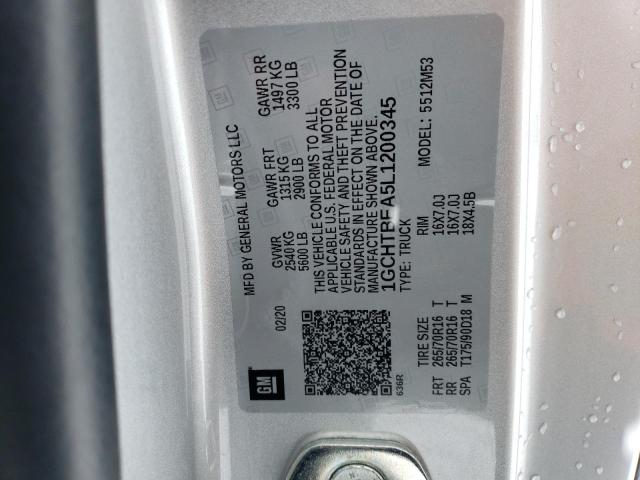 MFD BY GENERAL MOTORS LLC
02/20
GVWR GAWR FRT GAWR RR
2540 KG 1315 KG 1497 KG
5600 LB 2900 LB 3300 LB
THIS VEHICLE CONFORMS TO ALL
APPLICABLE U.S. FEDERAL MOTOR
VEHICLE SAFETY AND THEFT PREVENTION
STANDARDS IN EFFECT ON THE DATE OF
MANUFACTURE SHOWN ABOVE.
1GCHTBEA5L1200345
TYPE: TRUCK MODEL: 5512M53
GM
636R
TIRE SIZE RIM
FRT 265/70R16 T 16X7.0J
RR 265/70R16 T 16X7.0J
SPA T175/90D18 M 18X4.5B